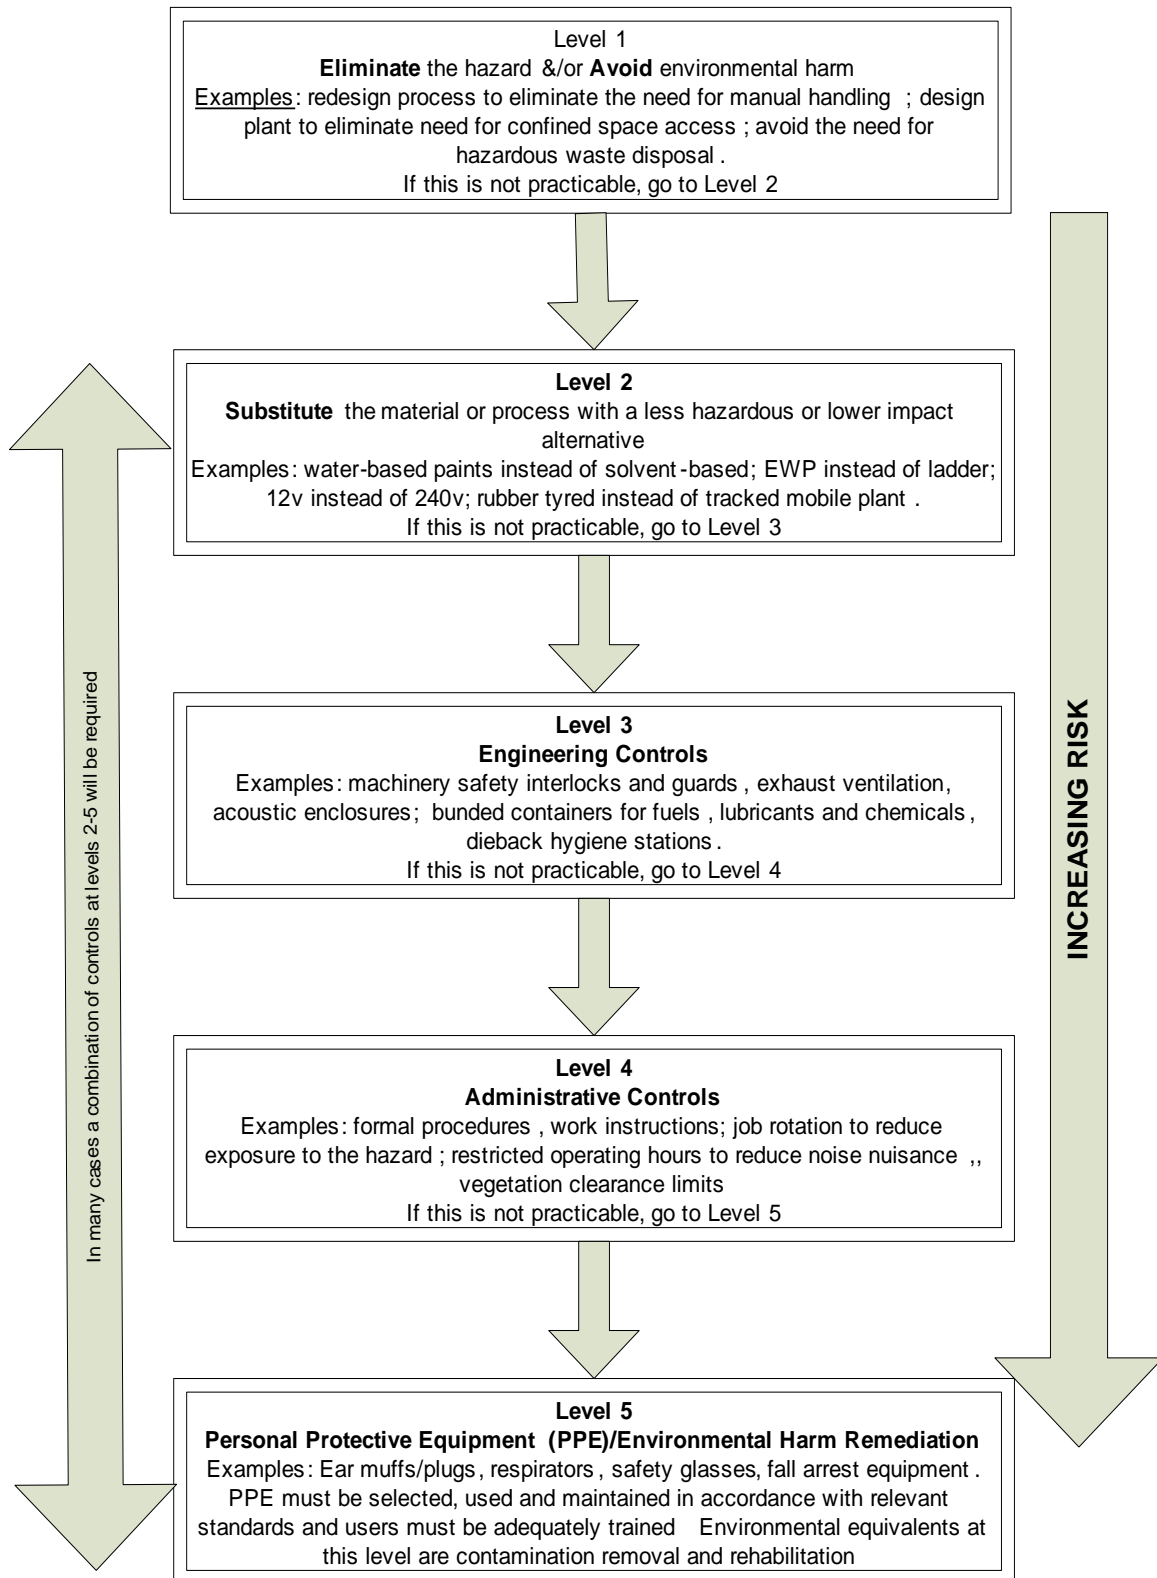 Level 1
Eliminate the hazard &/or Avoid environmental harm
Examples: redesign process to eliminate the need for manual handling ; design
plant to eliminate need for confined space access ; avoid the need for
hazardous waste disposal .
If this is not practicable, go to Level 2
Level 2
Substitute the material or process with a less hazardous or lower impact
alternative
Examples: water-based paints instead of solvent-based; EWP instead of ladder;
12v instead of 240v; rubber tyred instead of tracked mobile plant .
If this is not practicable, go to Level 3
Level 3
Engineering Controls
Examples: machinery safety interlocks and guards , exhaust ventilation,
acoustic enclosures; bunded containers for fuels , lubricants and chemicals ,
dieback hygiene stations .
If this is not practicable, go to Level 4
Level 4
Administrative Controls
Examples: formal procedures , work instructions; job rotation to reduce
exposure to the hazard ; restricted operating hours to reduce noise nuisance ,,
vegetation clearance limits
If this is not practicable, go to Level 5
Level 5
Personal Protective Equipment (PPE)/Environmental Harm Remediation
Examples: Ear muffs/plugs , respirators , safety glasses, fall arrest equipment .
PPE must be selected, used and maintained in accordance with relevant
standards and users must be adequately trained Environmental equivalents at
this level are contamination removal and rehabilitation
In many cases a combination of controls at levels 2-5 will be required
INCREASING RISK